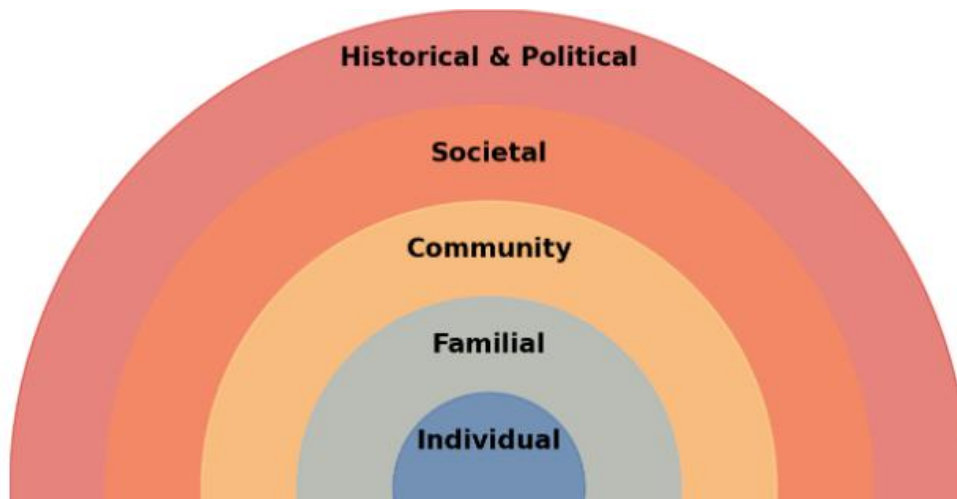 Historical & Political
Societal
Community
Familial
Individual